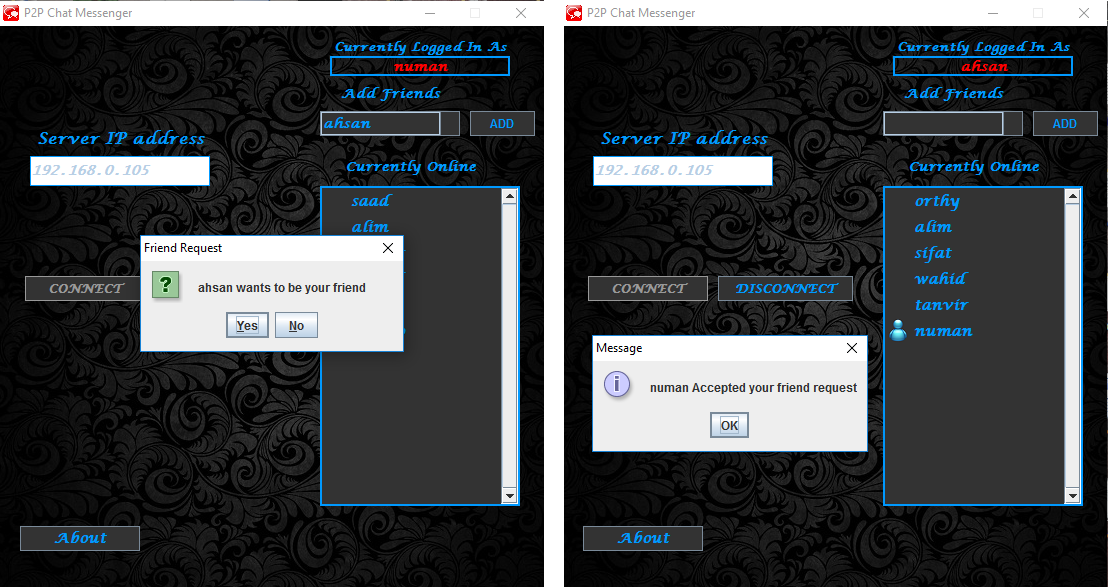 P2P Chat Messenger
Currently Logged In As
numan
Add Friends
ahsan
ADD
Server IP address
192.168.0.105
Currently Online
saad
alim
Friend Request
ahsan wants to be your friend
Yes
No
CONNECT
About
P2P Chat Messenger
Currently Logged In As
ahsan
Add Friends
ADD
Server IP address
192.168.0.105
Currently Online
orthy
alim
sifat
wahid
tanvir
numan
CONNECT
DISCONNECT
Message
numan Accepted your friend request
OK
About